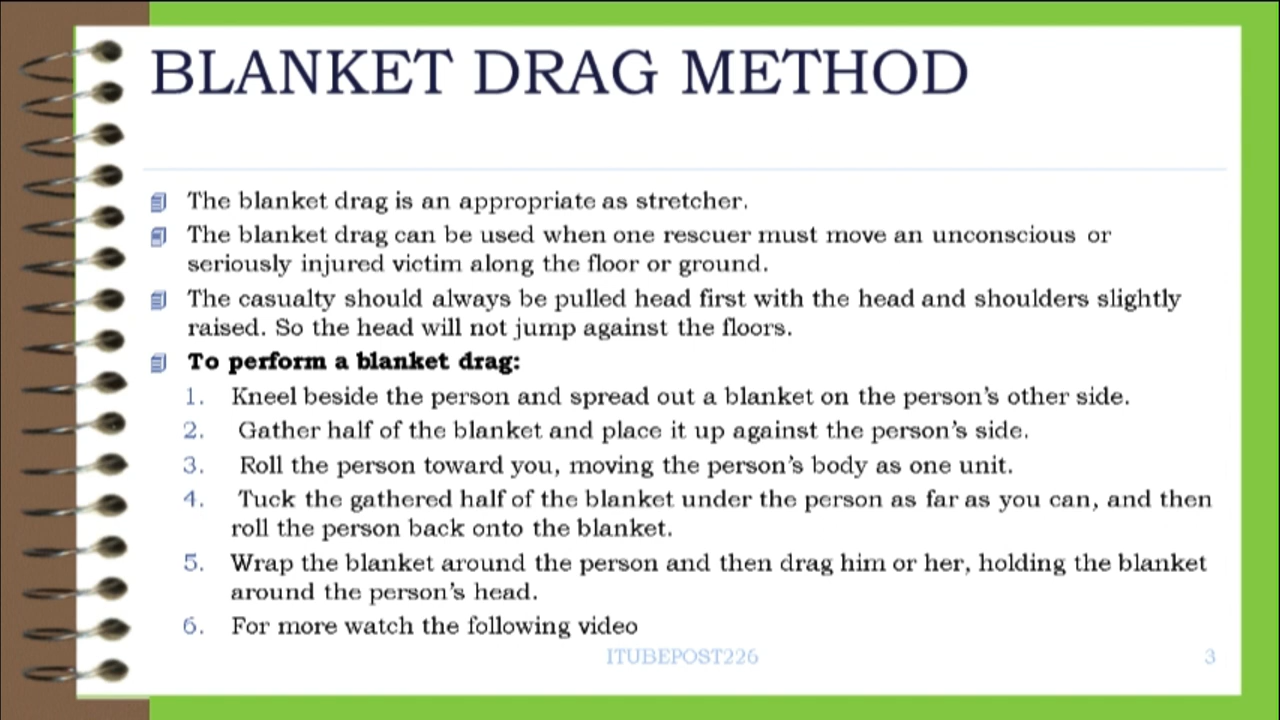 BLANKET DRAG METHOD
The blanket drag is an appropriate as stretcher.
The blanket drag can be used when one rescuer must move an unconscious or
seriously injured victim along the floor or ground.
The casualty should always be pulled head first with the head and shoulders slightly
raised. So the head will not jump against the floors.
To perform a blanket drag:
1. Kneel beside the person and spread out a blanket on the person’s other side.
2. Gather half of the blanket and place it up against the person’s side.
3. Roll the person toward you, moving the person’s body as one unit.
4. Tuck the gathered half of the blanket under the person as far as you can, and then
roll the person back onto the blanket.
5. Wrap the blanket around the person and then drag him or her, holding the blanket
around the person’s head.
6. For more watch the following video
ITUBEPOST226 3